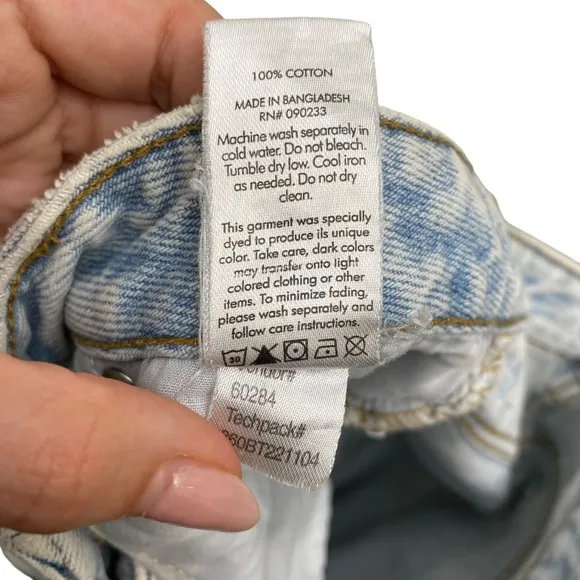 100% COTTON
MADE IN BANGLADESH
RN# 090233
Machine wash separately in
cold water. Do not bleach.
Tumble dry low. Cool iron
as needed. Do not dry
clean.
This garment was specially
dyed to produce its unique
color. Take care, dark colors
may transfer onto light
colored clothing or other
items. To minimize fading,
please wash separately and
follow care instructions.
30
60284
Techpack#
60BT221104